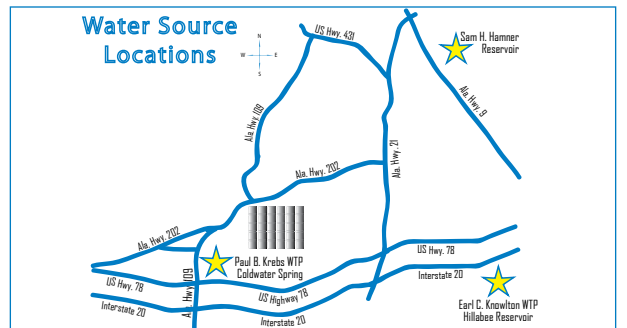 Water Source
Locations
N
W
E
S
US Hwy. 431
Sam H. Hamner
Reservoir
Ala. Hwy. 109
Ala. Hwy. 9
Ala. Hwy. 21
Ala. Hwy. 202
Ala. Hwy. 202
Paul B. Krebs WTP
Coldwater Spring
US Hwy. 78
US Hwy. 78
Interstate 20
Ala. Hwy. 109
US Highway 78
Interstate 20
Interstate 20
Earl C. Knowlton WTP
Hillabee Reservoir